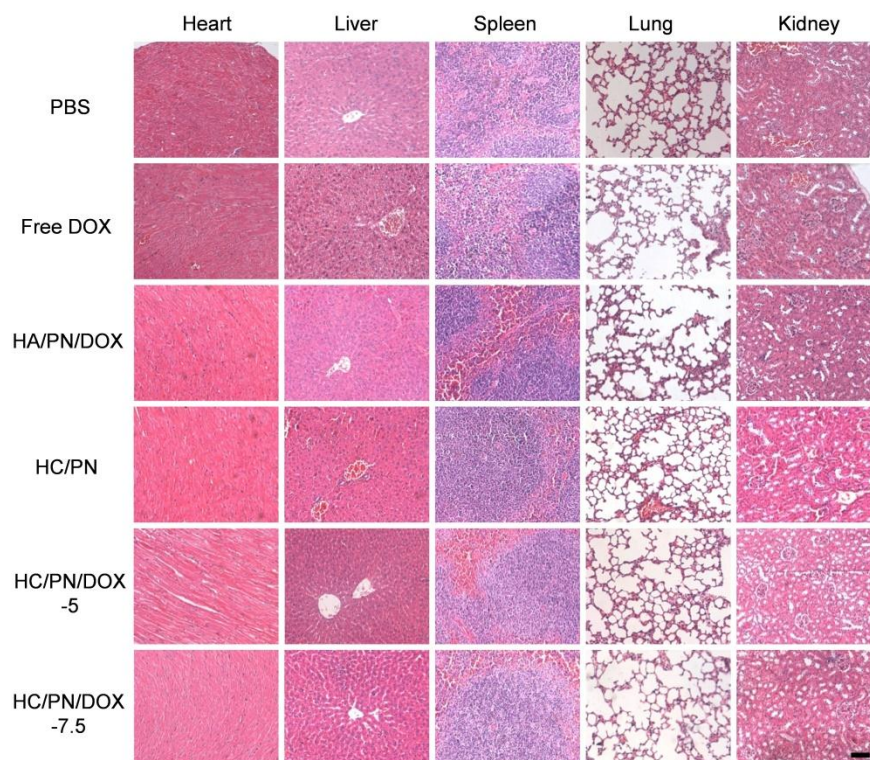 Heart Liver Spleen Lung Kidney
PBS
Free DOX
HA/PN/DOX
HC/PN
HC/PN/DOX
-5
HC/PN/DOX
-7.5